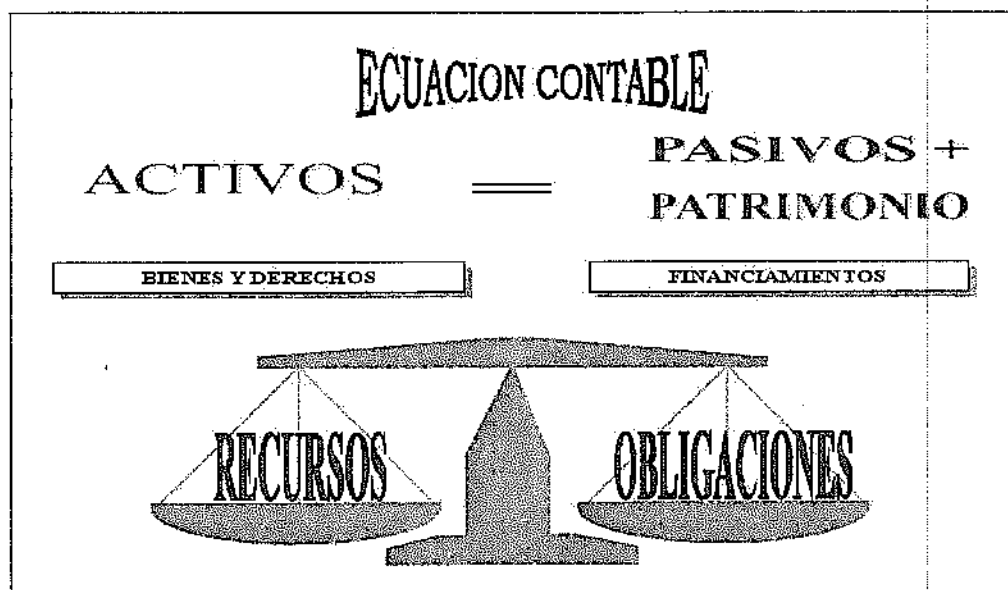 ECUACION CONTABLE
ACTIVOS = PASIVOS +
PATRIMONIO
BIENES Y DERECHOS
FINANCIAMIENTOS
RECURSOS
OBLIGACIONES